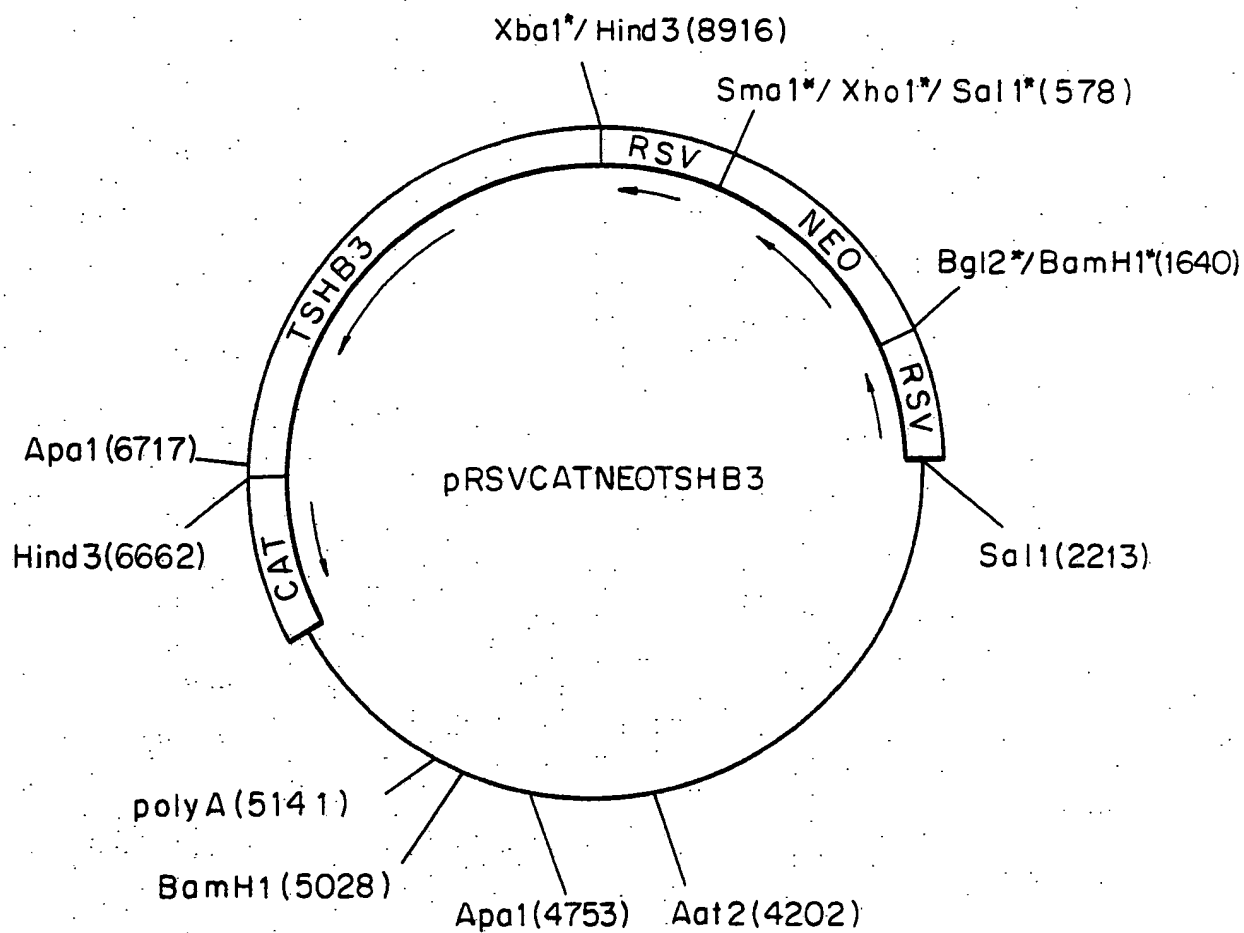 Xba1*/Hind3(8916)
Sma1*/Xho1*/Sal1*(578)
RSV
NEO
Bgl2*/BamH1*(1640)
RSV
TSHB3
Apa1(6717)
pRSVCATNEOTSHB3
Hind3(6662)
CAT
Sal1(2213)
polyA(5141)
BamH1(5028)
Apa1(4753)
Aat2(4202)